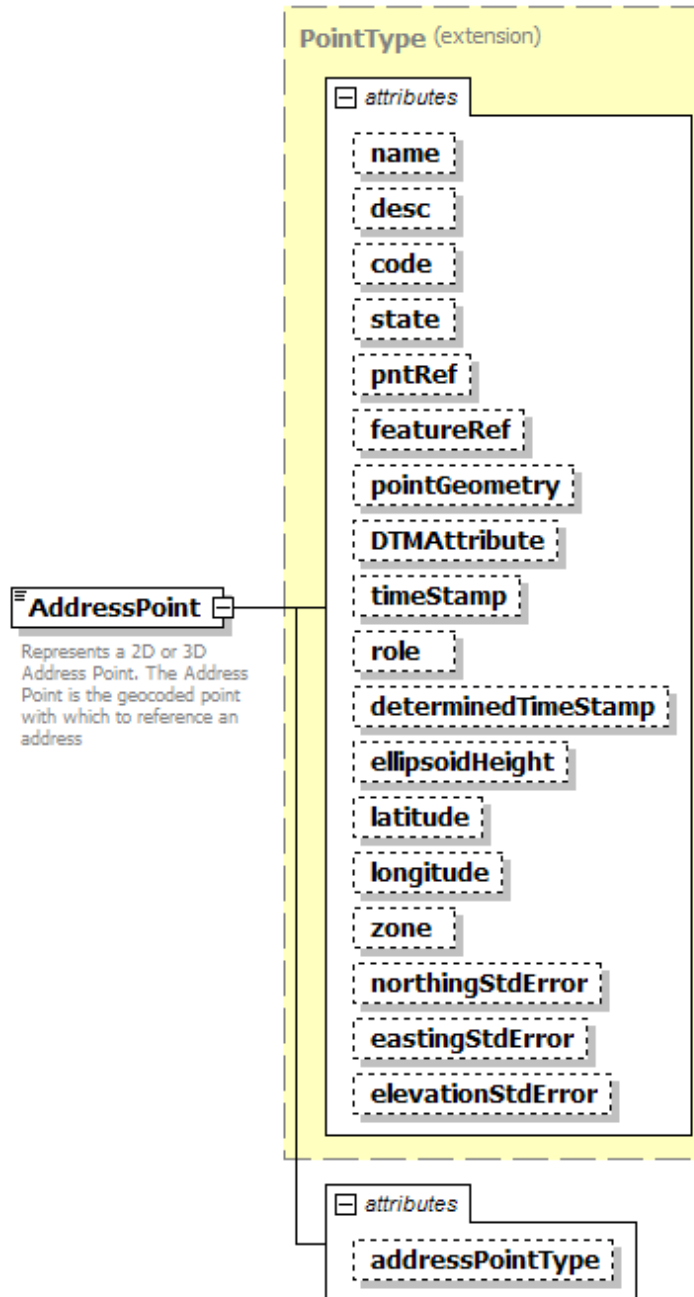 PointType (extension)
attributes
name
desc
code
state
pntRef
featureRef
pointGeometry
DTMAttribute
timeStamp
role
determinedTimeStamp
ellipsoidHeight
latitude
longitude
zone
northingStdError
eastingStdError
elevationStdError
AddressPoint
Represents a 2D or 3D
Address Point. The Address
Point is the geocoded point
with which to reference an
address
attributes
addressPointType